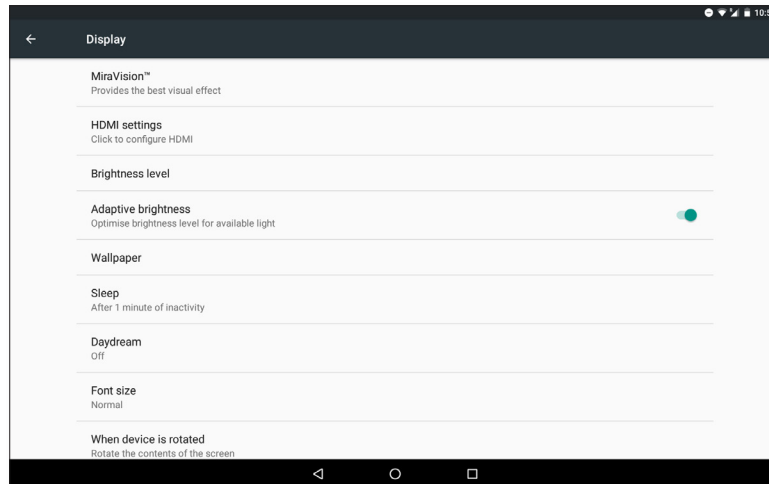 10:5
Display
MiraVision™
Provides the best visual effect
HDMI settings
Click to configure HDMI
Brightness level
Adaptive brightness
Optimise brightness level for available light
Wallpaper
Sleep
After 1 minute of inactivity
Daydream
Off
Font size
Normal
When device is rotated
Rotate the contents of the screen